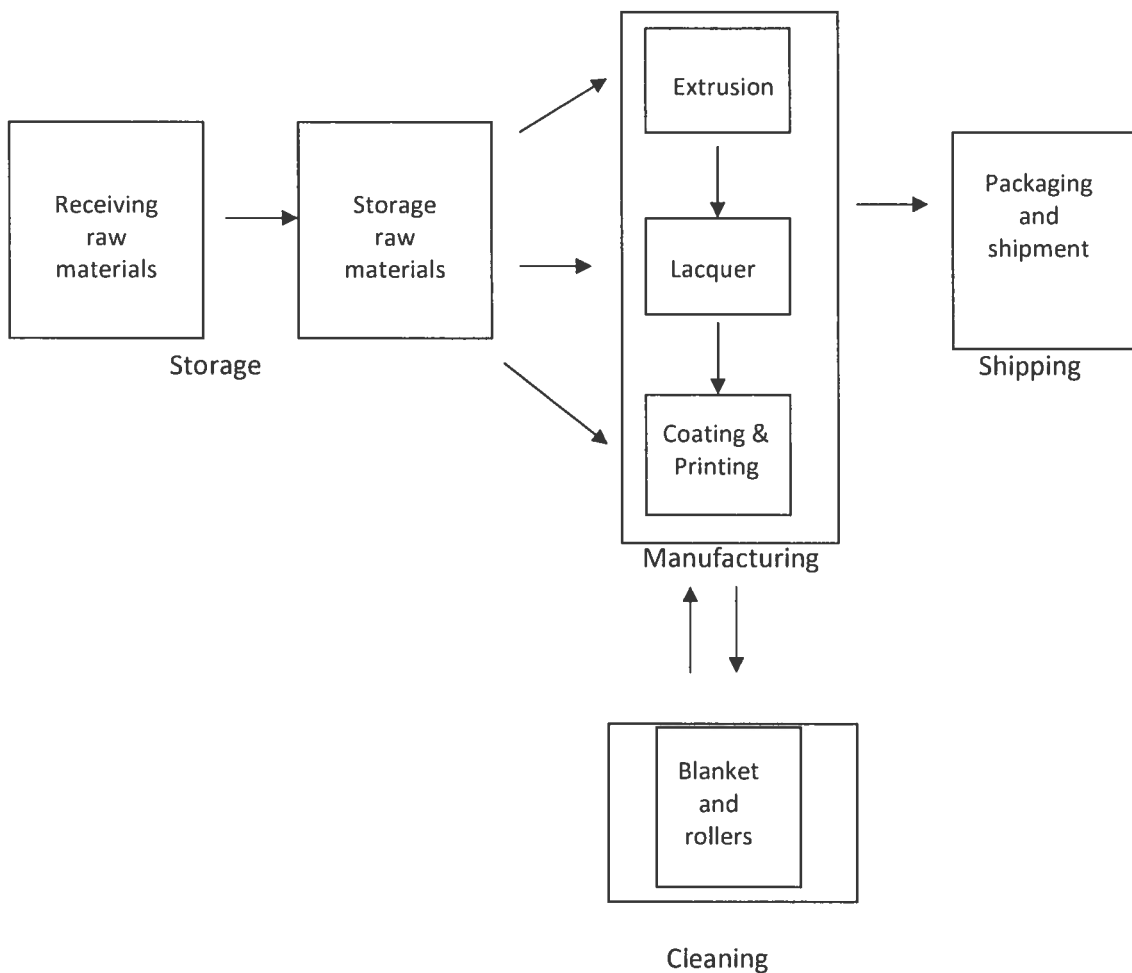 Receiving
raw
materials
Storage
raw
materials
Storage
Extrusion
Lacquer
Coating &
Printing
Manufacturing
Packaging
and
shipment
Shipping
Blanket
and
rollers
Cleaning